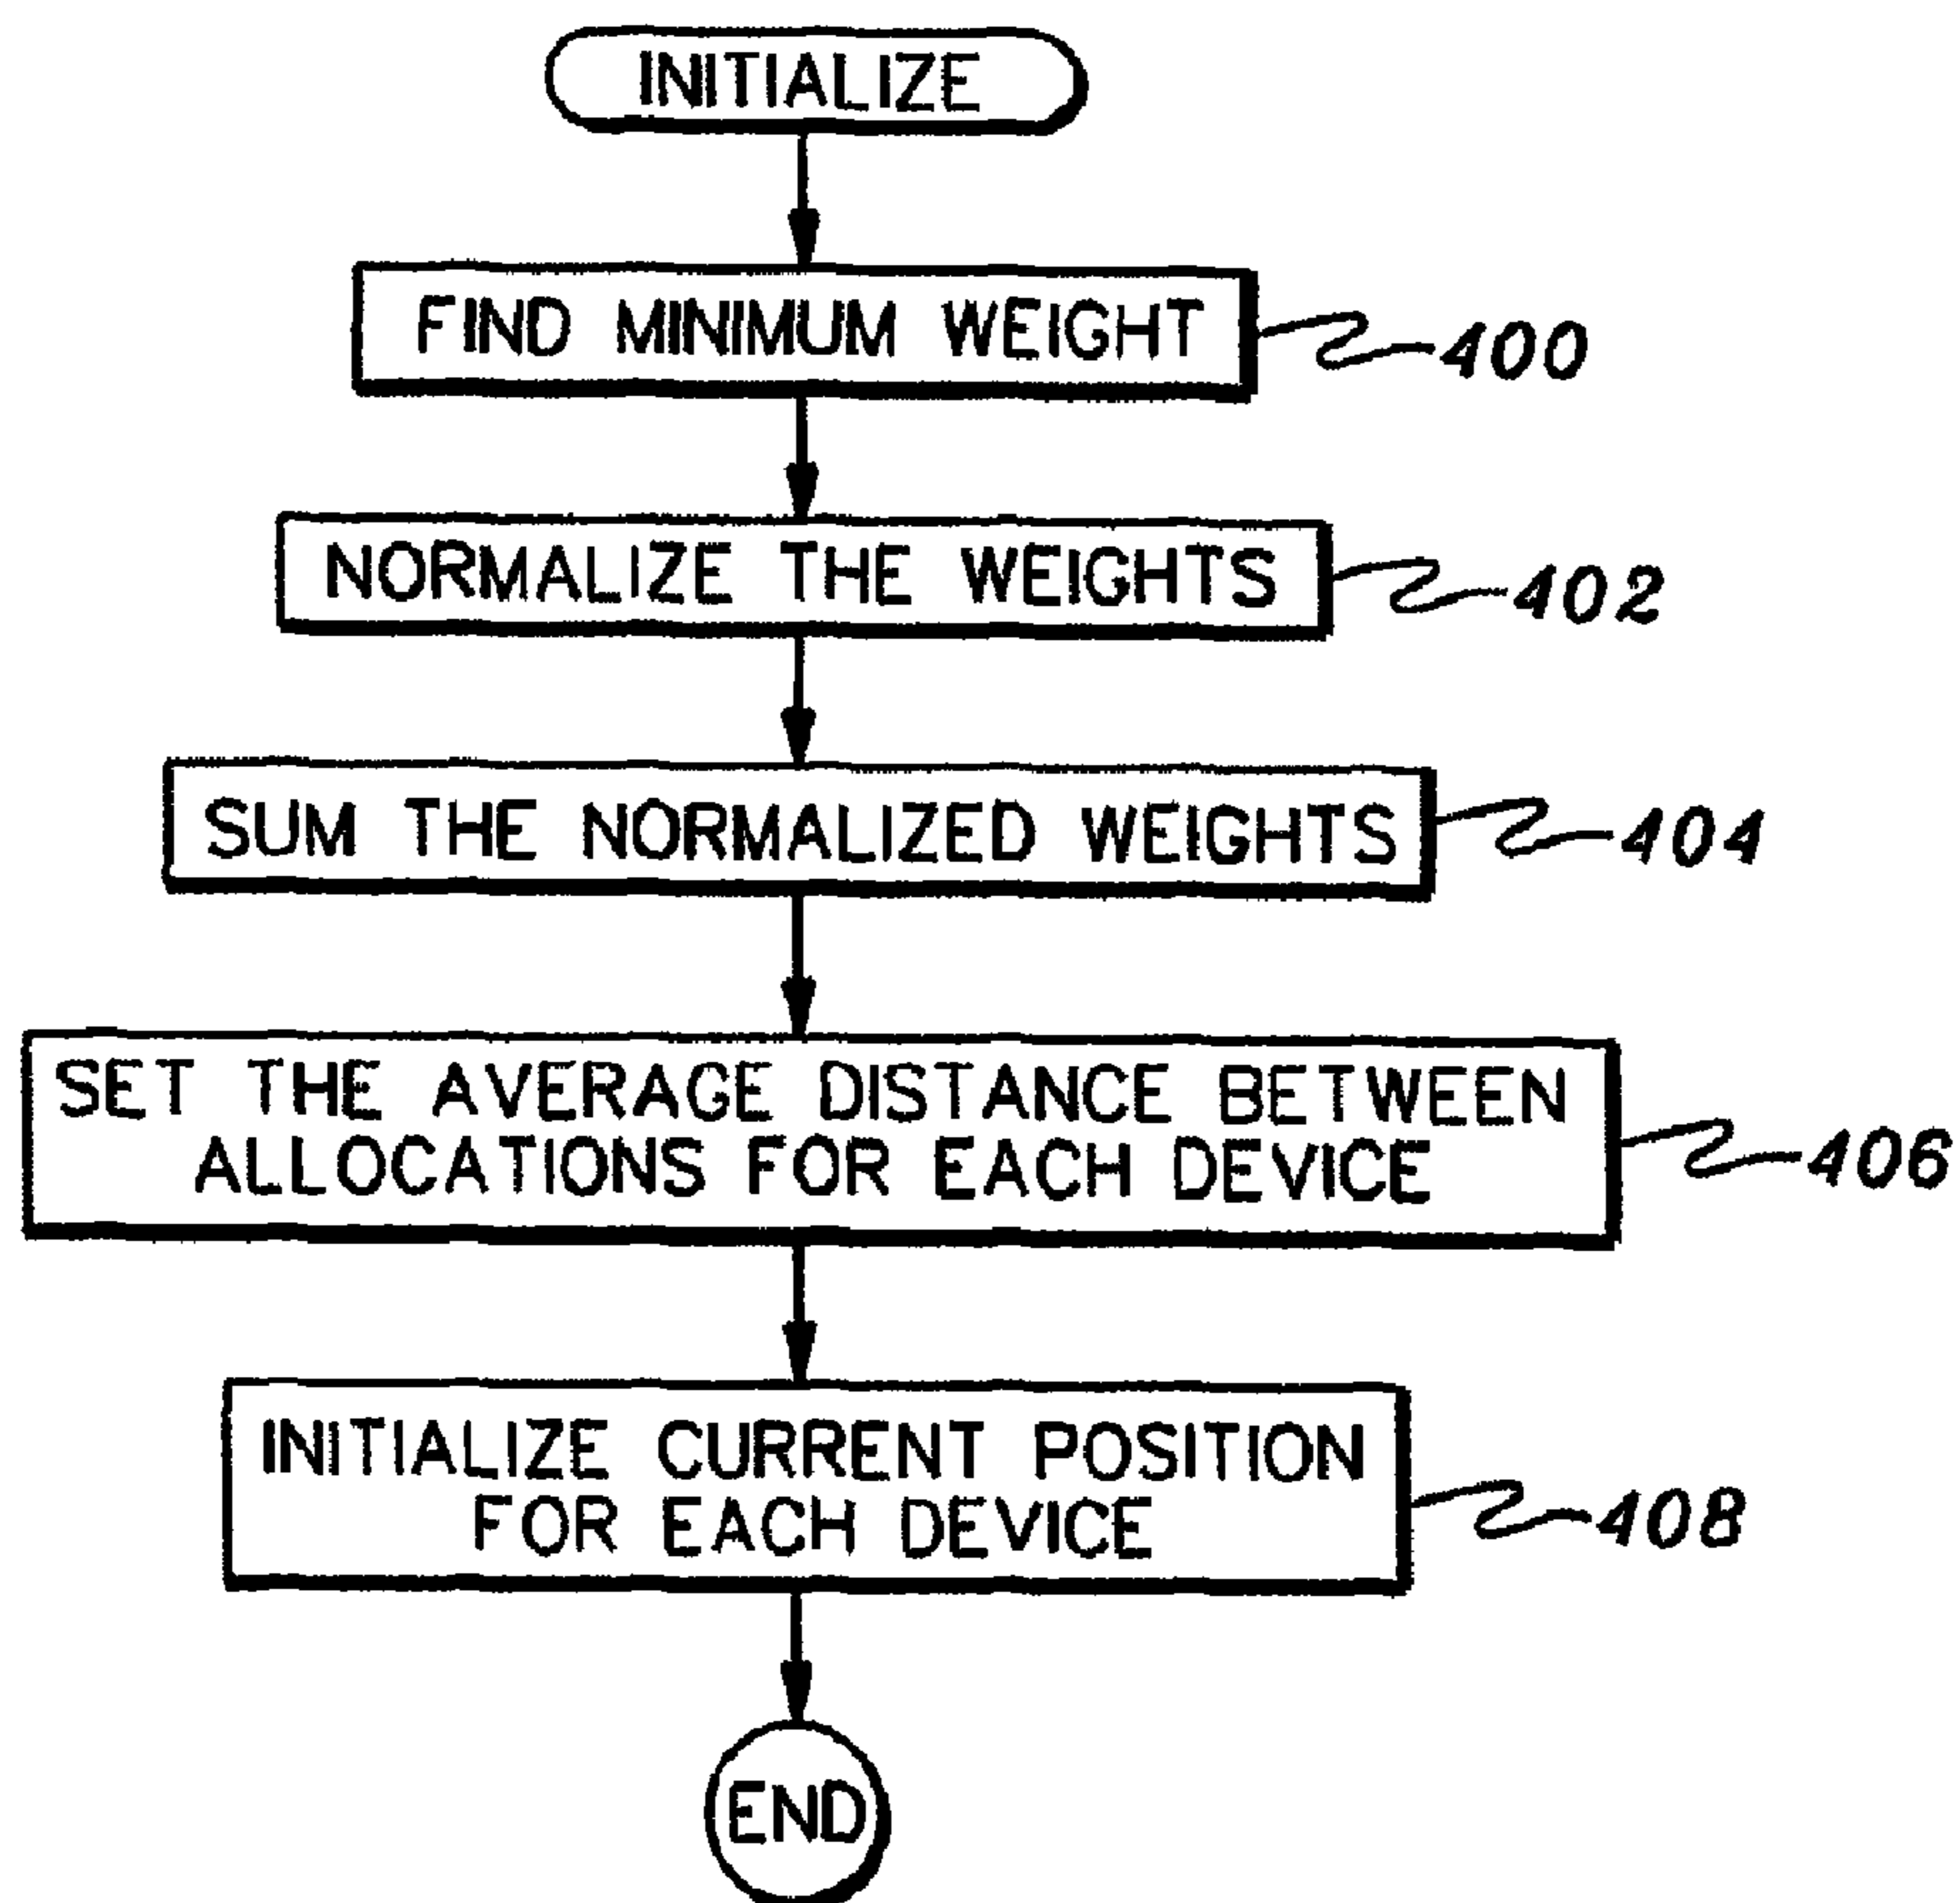 INITIALIZE
FIND MINIMUM WEIGHT
400
NORMALIZE THE WEIGHTS
402
SUM THE NORMALIZED WEIGHTS
404
SET THE AVERAGE DISTANCE BETWEEN
ALLOCATIONS FOR EACH DEVICE
406
INITIALIZE CURRENT POSITION
FOR EACH DEVICE
408
END